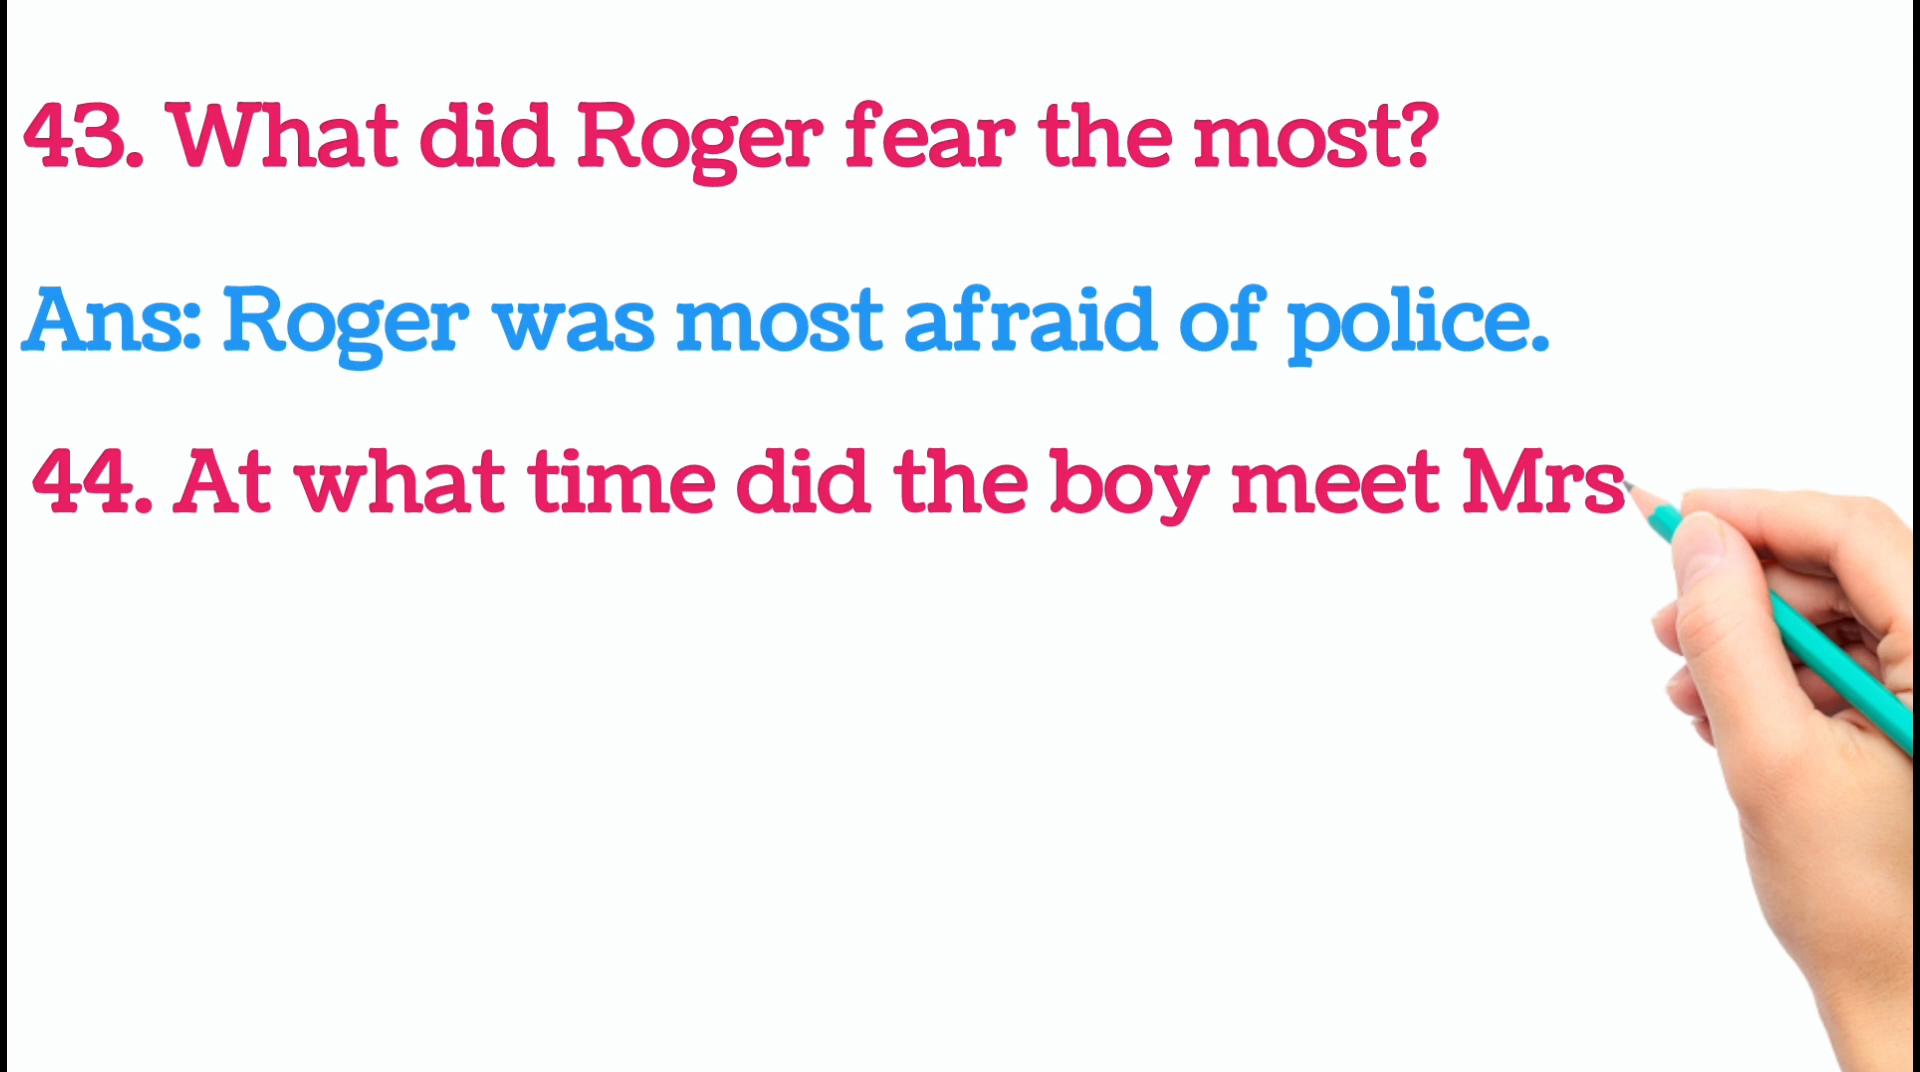 43. What did Roger fear the most?
Ans: Roger was most afraid of police.
44. At what time did the boy meet Mrs